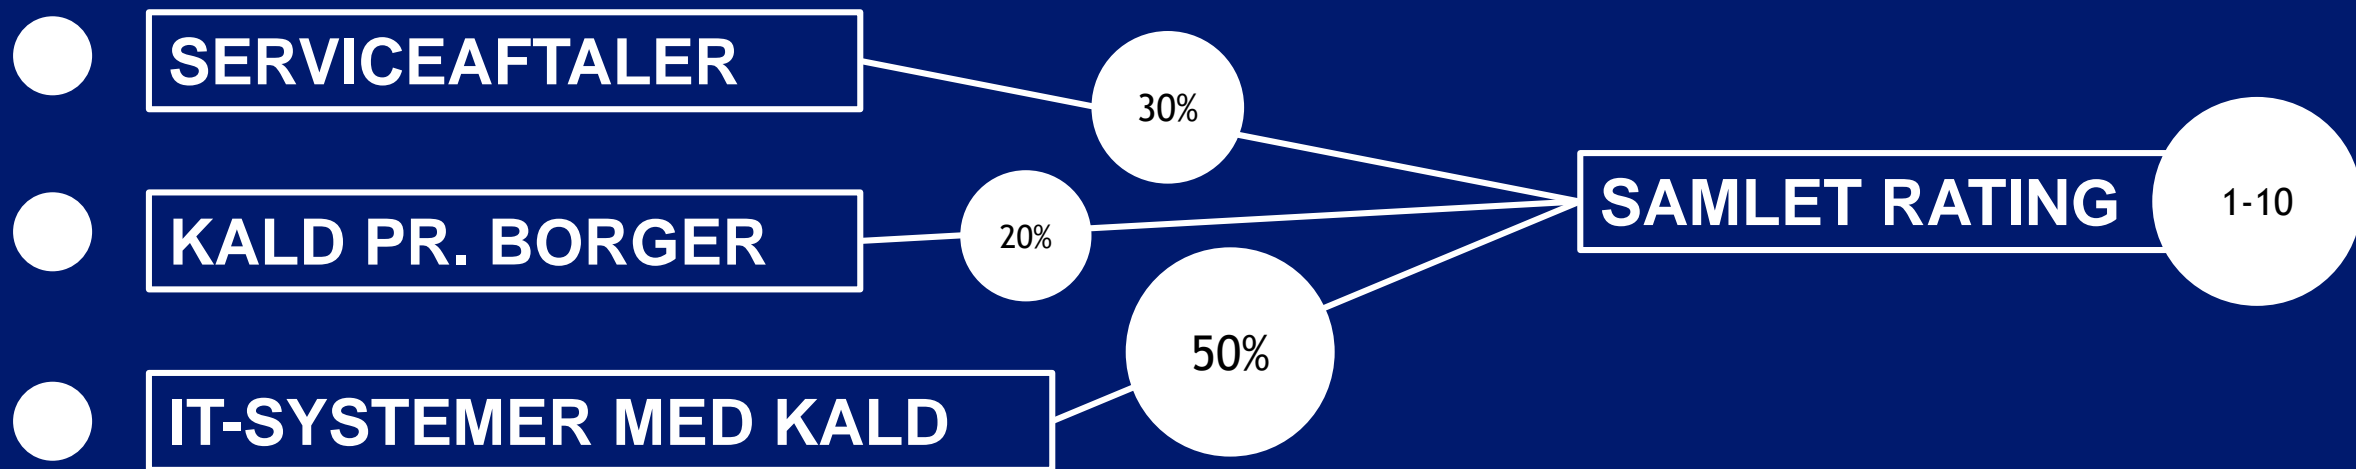 SERVICEAFTALER
30%
KALD PR. BORGER
20%
IT-SYSTEMER MED KALD
50%
SAMLET RATING
1-10